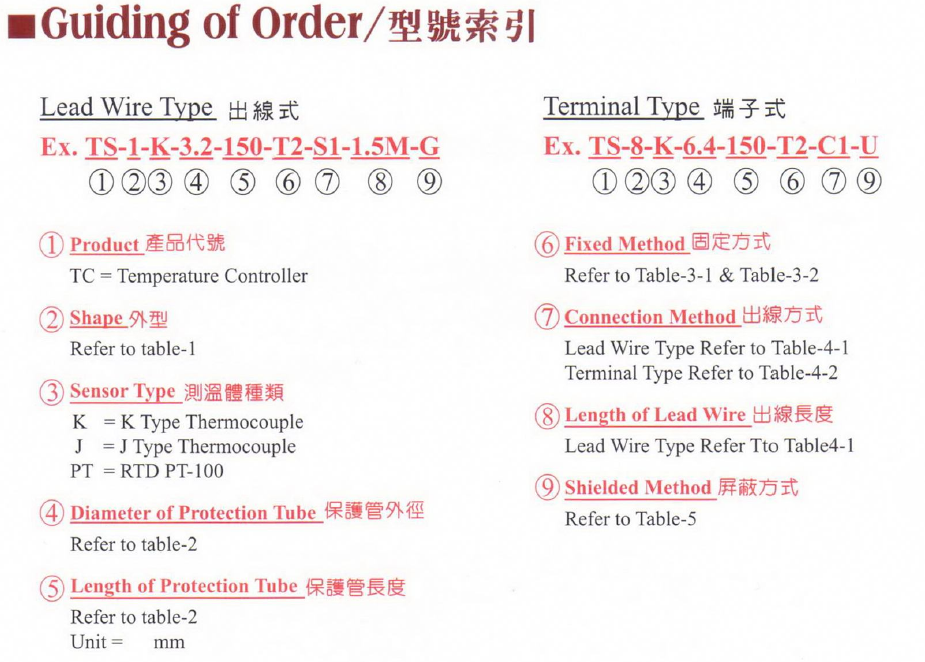 ■Guiding of Order/型號索引
Lead Wire Type 出線式
Ex. TS-1-K-3.2-150-T2-S1-1.5M-G
① ② ③ ④ ⑤ ⑥ ⑦ ⑧ ⑨
Terminal Type 端子式
Ex. TS-8-K-6.4-150-T2-C1-U
① ② ③ ④ ⑤ ⑥ ⑦ ⑨
① Product 產品代號
TC = Temperature Controller
② Shape 外型
Refer to table-1
③ Sensor Type 測溫體種類
K = K Type Thermocouple
J = J Type Thermocouple
PT = RTD PT-100
④ Diameter of Protection Tube 保護管外徑
Refer to table-2
⑤ Length of Protection Tube 保護管長度
Refer to table-2
Unit = mm
⑥ Fixed Method 固定方式
Refer to Table-3-1 & Table-3-2
⑦ Connection Method 出線方式
Lead Wire Type Refer to Table-4-1
Terminal Type Refer to Table-4-2
⑧ Length of Lead Wire 出線長度
Lead Wire Type Refer Tto Table4-1
⑨ Shielded Method 屏蔽方式
Refer to Table-5